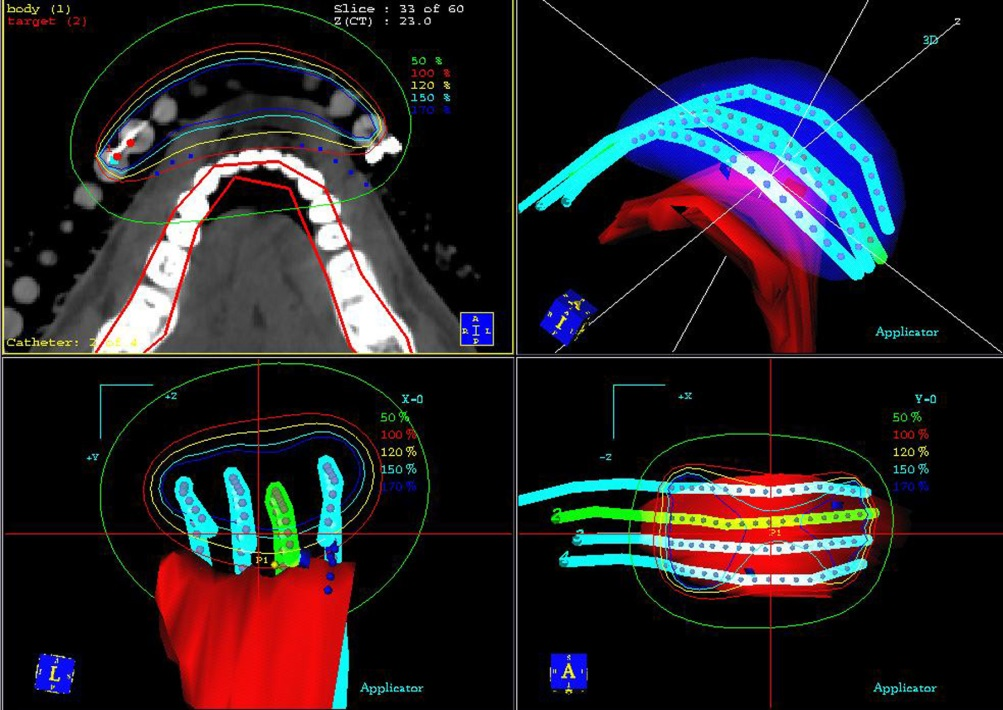 body (1)
target (2)
Slice : 33 of 60
Z(CT) : 23.0
50 %
100 %
120 %
150 %
170 %
Catheter: 2 of 4
A
R I L
P
Z
3D
I
Applicator
+Z
+Y
X-0
50 %
100 %
120 %
150 %
170 %
P1
L
Applicator
+X
-Z
Y-0
50 %
100 %
120 %
150 %
170 %
2
3
4
P1
A
Applicator